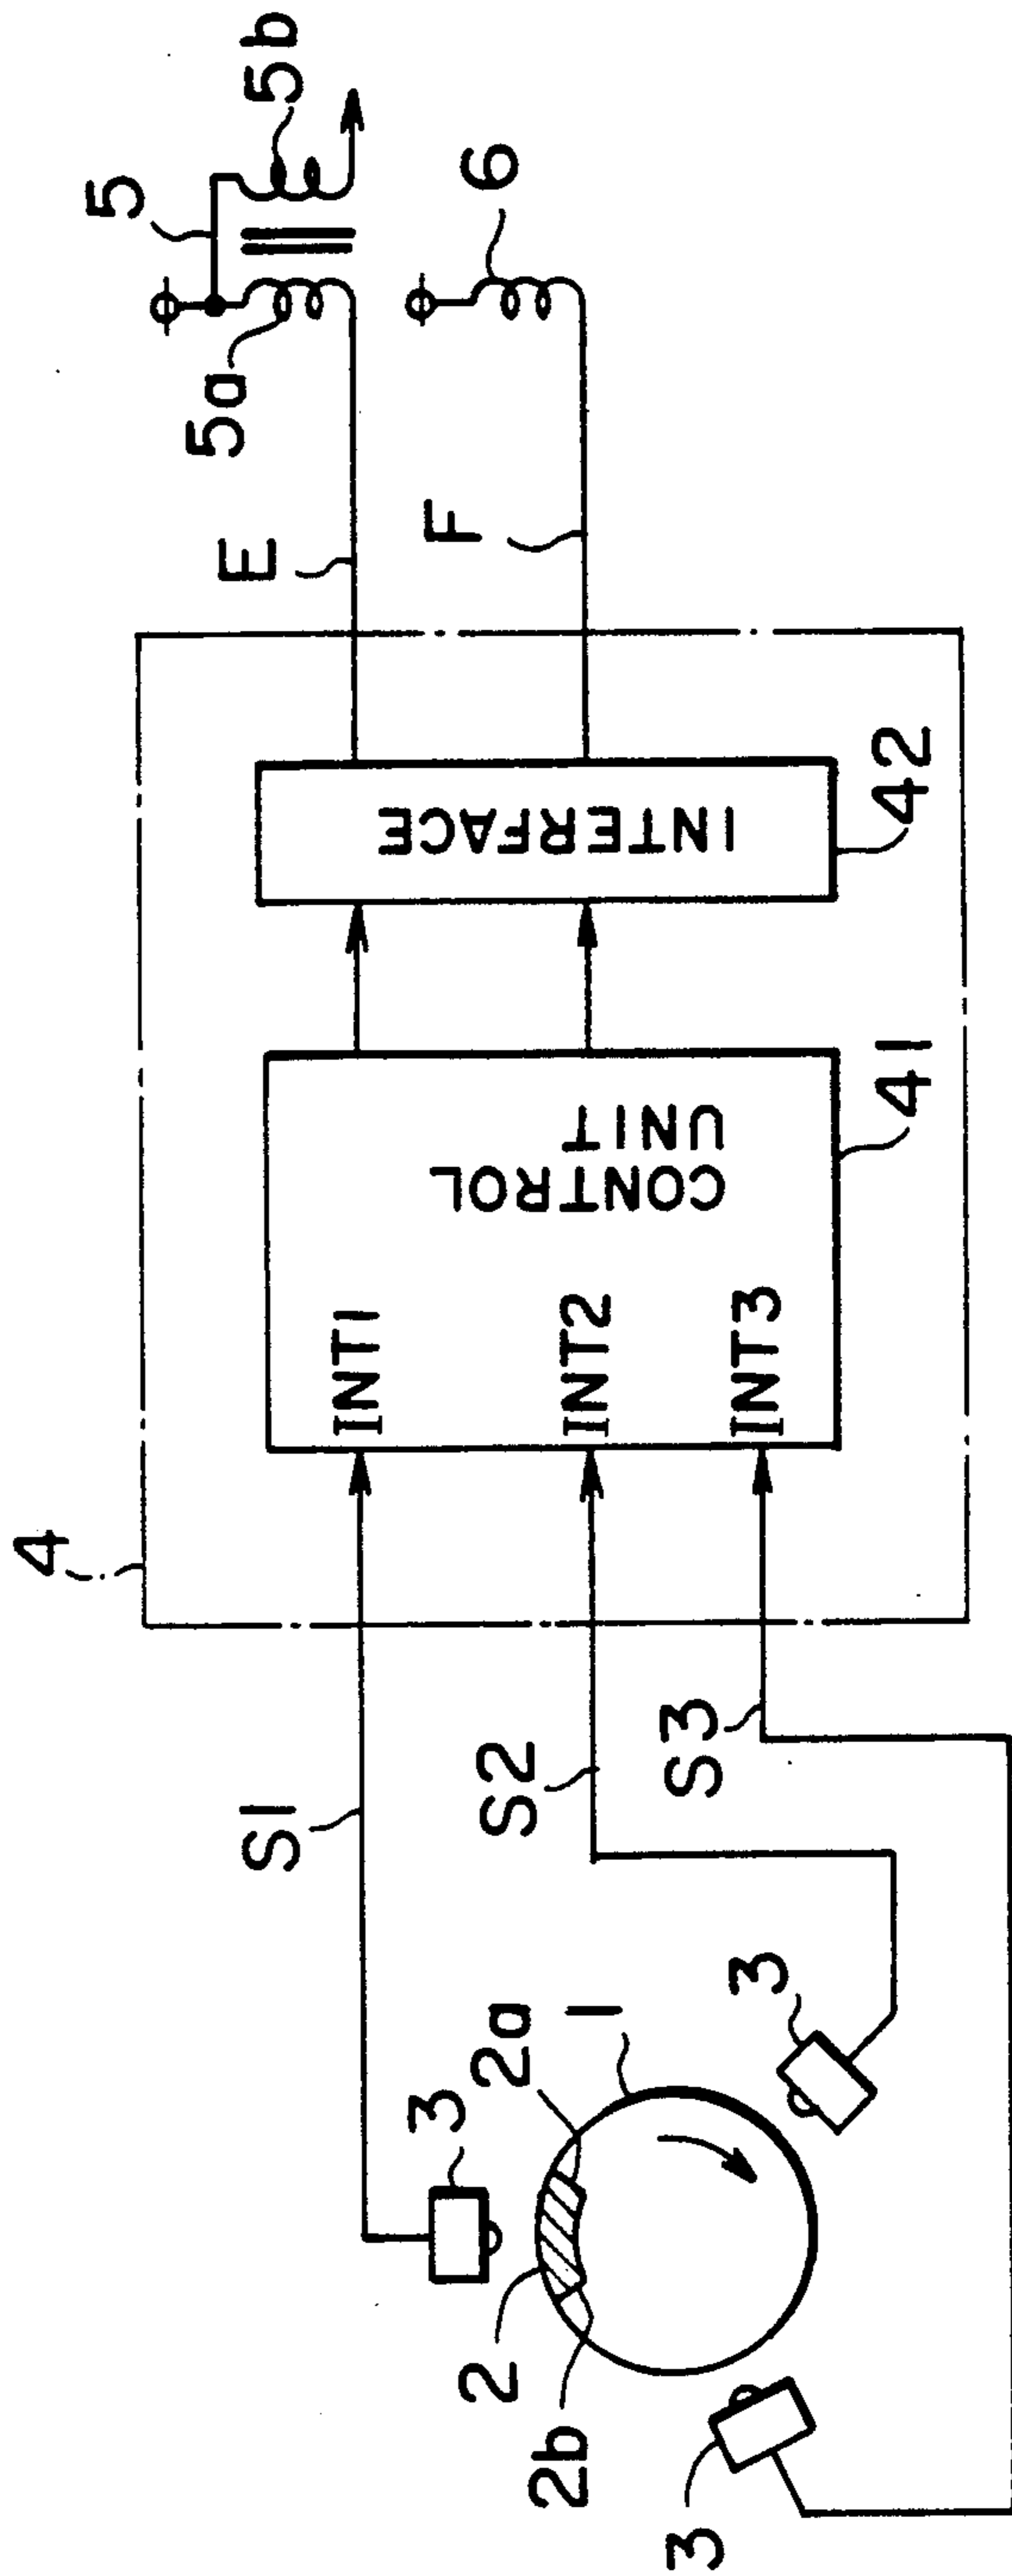 5
5b
5a
6
E
F
4
INTERFACE
42
CONTROL
UNIT
41
INT1
INT2
INT3
S1
S2
S3
3
2a
1
3
2
2b
3